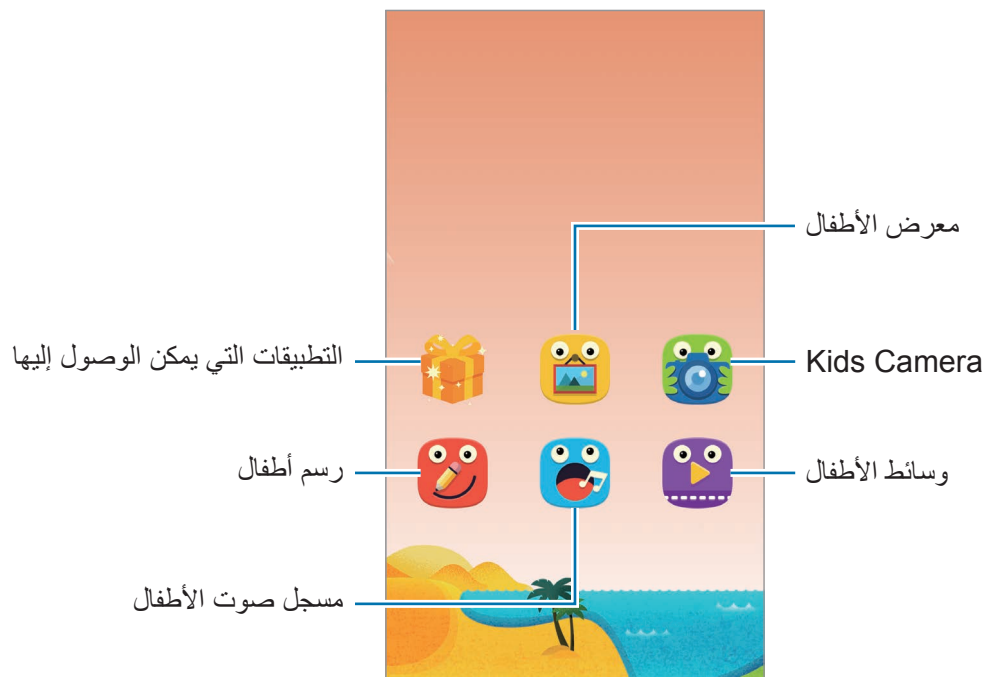 معرض الأطفال
Kids Camera
التطبيقات التي يمكن الوصول إليها
وسائط الأطفال
رسم أطفال
مسجل صوت الأطفال